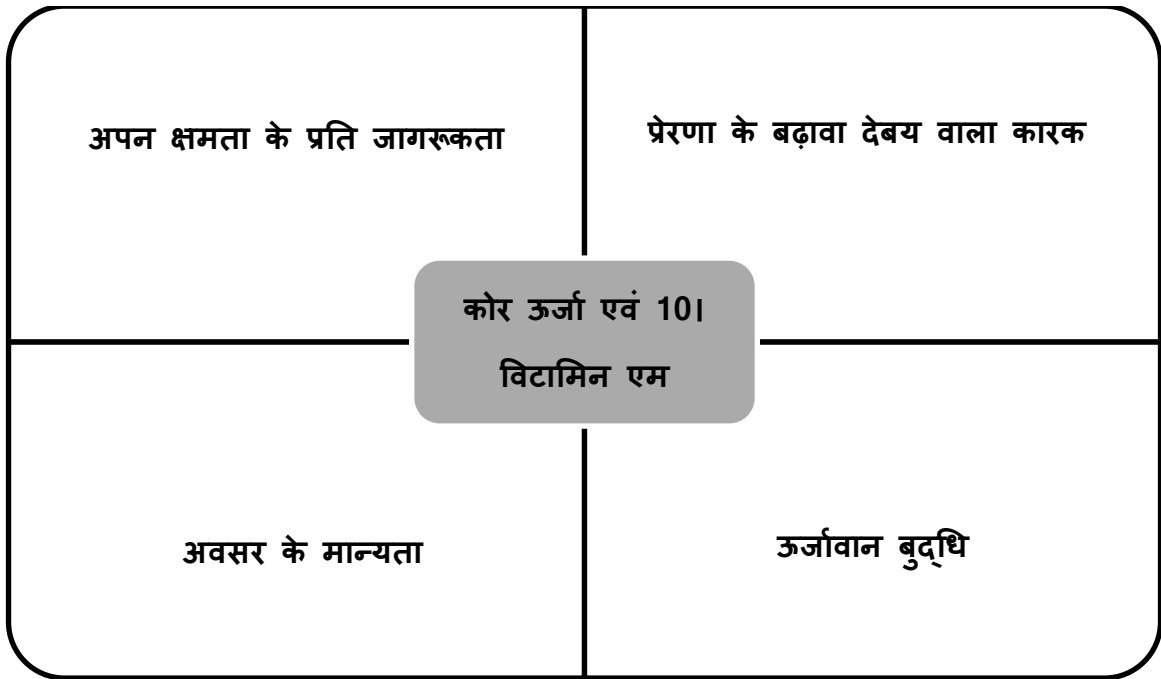 अपन क्षमता के प्रति जागरूकता
प्रेरणा के बढ़ावा देबय वाला कारक
कोर ऊर्जा एवं 10।
विटामिन एम
अवसर के मान्यता
ऊर्जावान बुद्धि